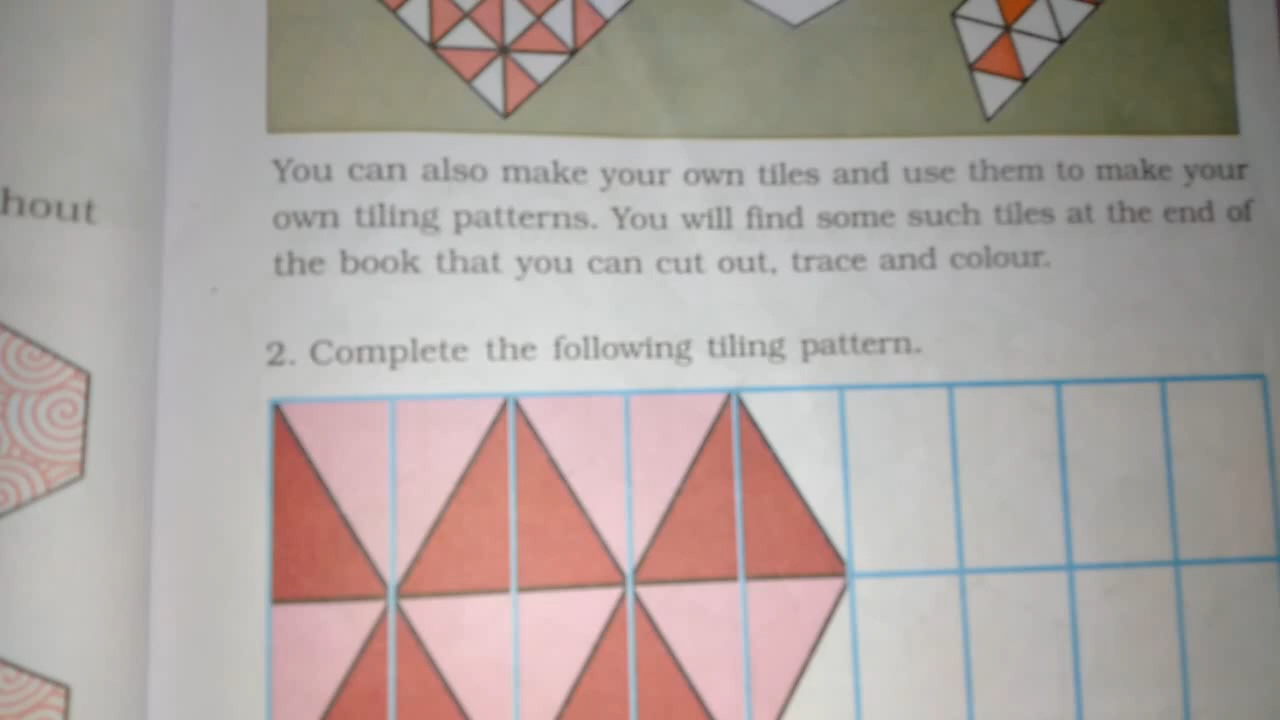 hout
You can also make your own tiles and use them to make your
own tiling patterns. You will find some such tiles at the end of
the book that you can cut out, trace and colour.
2. Complete the following tiling pattern.